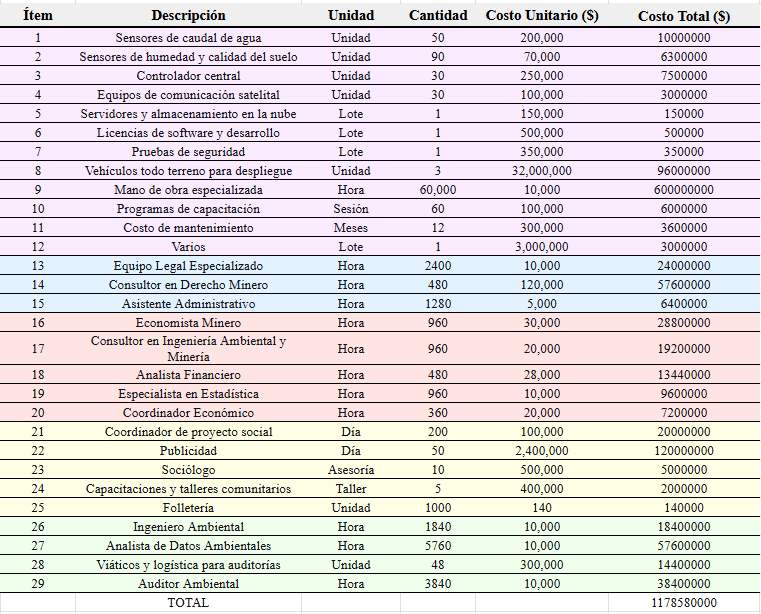 Ítem Descripción Unidad Cantidad Costo Unitario ($) Costo Total ($)
1 Sensores de caudal de agua Unidad 50 200,000 10000000
2 Sensores de humedad y calidad del suelo Unidad 90 70,000 6300000
3 Controlador central Unidad 30 250,000 7500000
4 Equipos de comunicación satelital Unidad 30 100,000 3000000
5 Servidores y almacenamiento en la nube Lote 1 150,000 150000
6 Licencias de software y desarrollo Lote 1 500,000 500000
7 Pruebas de seguridad Lote 1 350,000 350000
8 Vehículos todo terreno para despliegue Unidad 3 32,000,000 96000000
9 Mano de obra especializada Hora 60,000 10,000 600000000
10 Programas de capacitación Sesión 60 100,000 6000000
11 Costo de mantenimiento Meses 12 300,000 3600000
12 Varios Lote 1 3,000,000 3000000
13 Equipo Legal Especializado Hora 2400 10,000 24000000
14 Consultor en Derecho Minero Hora 480 120,000 57600000
15 Asistente Administrativo Hora 1280 5,000 6400000
16 Economista Minero Hora 960 30,000 28800000
17 Consultor en Ingeniería Ambiental y
Minería Hora 960 20,000 19200000
18 Analista Financiero Hora 480 28,000 13440000
19 Especialista en Estadística Hora 960 10,000 9600000
20 Coordinador Económico Hora 360 20,000 7200000
21 Coordinador de proyecto social Día 200 100,000 20000000
22 Publicidad Día 50 2,400,000 120000000
23 Sociólogo Asesoría 10 500,000 5000000
24 Capacitaciones y talleres comunitarios Taller 5 400,000 2000000
25 Folletería Unidad 1000 140 140000
26 Ingeniero Ambiental Hora 1840 10,000 18400000
27 Analista de Datos Ambientales Hora 5760 10,000 57600000
28 Viáticos y logística para auditorías Unidad 48 300,000 14400000
29 Auditor Ambiental Hora 3840 10,000 38400000
TOTAL 1178580000